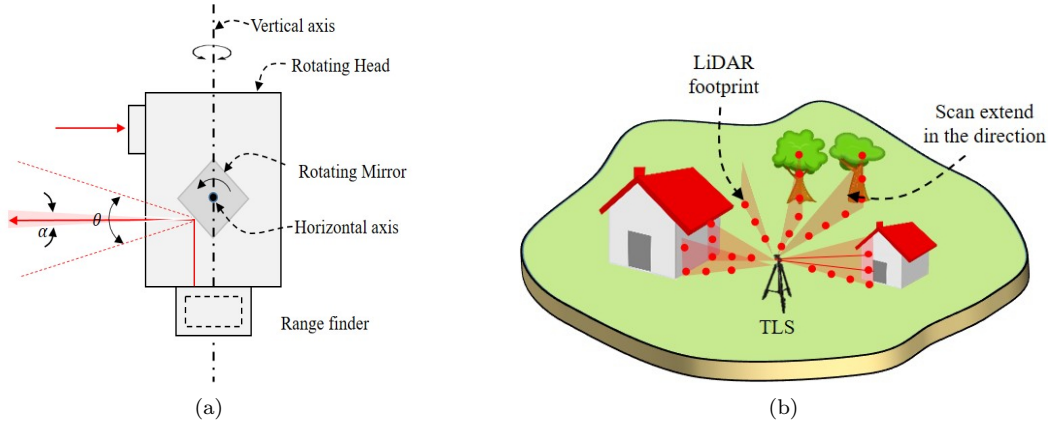 Vertical axis
Rotating Head
Rotating Mirror
α
θ
Horizontal axis
Range finder
(a)
LiDAR
footprint
Scan extend
in the direction
TLS
(b)